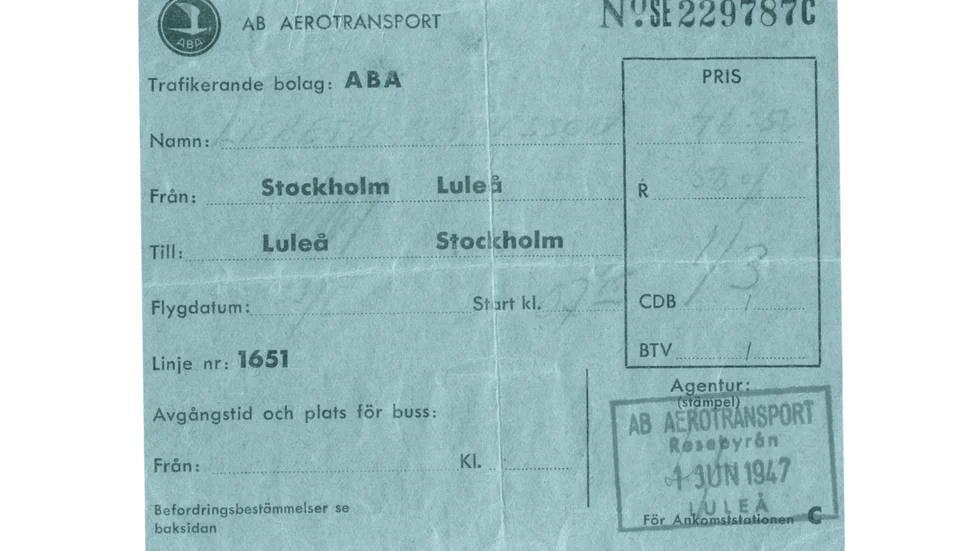 ABA
AB AEROTRANSPORT
No SE 229787C
Trafikerande bolag: ABA
PRIS
Namn:
Från: Stockholm Luleå
R
Till: Luleå Stockholm
Flygdatum: Start kl.
CDB /
Linje nr: 1651
BTV /
Agentur:
(stämpel)
Avgångstid och plats för buss:
AB AEROTRANSPORT
Resebyrån
1 JUN 1947
LULEÅ
Från: Kl.
Befordringsbestämmelser se
baksidan
För Ankomststationen C